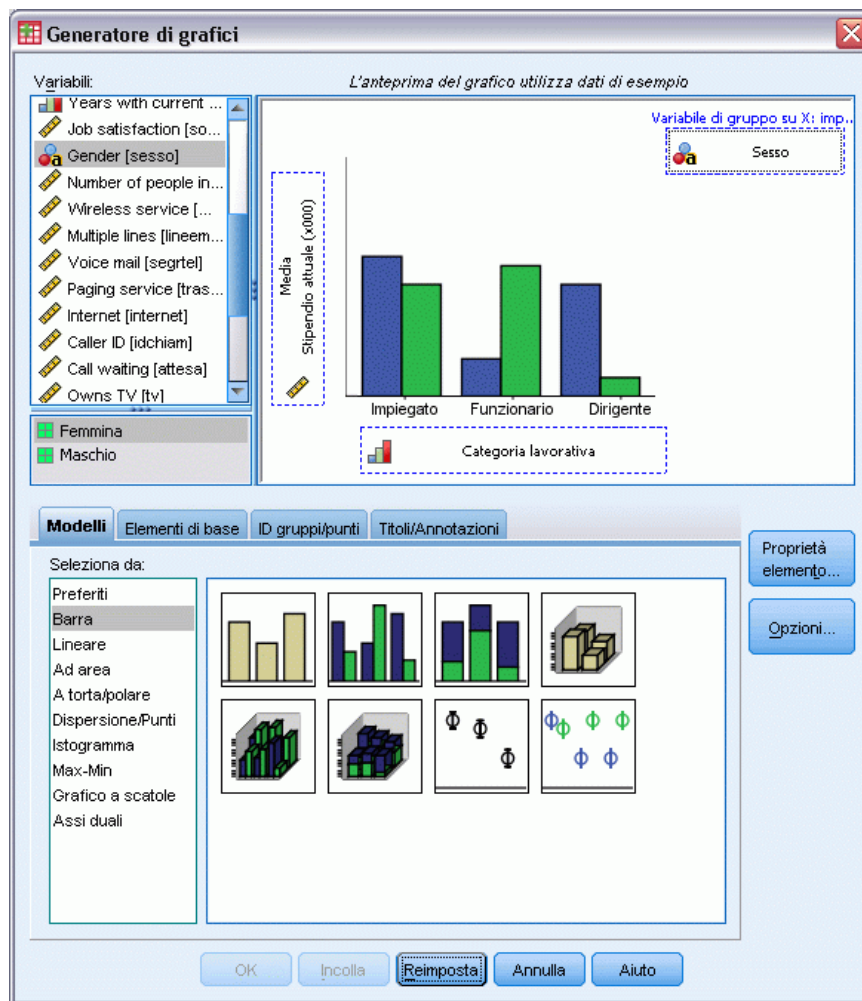 Generatore di grafici
Variabili:
L'anteprima del grafico utilizza dati di esempio
Years with current ...
Job satisfaction [so...
Gender [sesso]
Number of people in...
Wireless service [...
Multiple lines [lineem...
Voice mail [segrtel]
Paging service [tras...
Internet [internet]
Caller ID [idchiam]
Call waiting [attesa]
Owns TV [tv]
Femmina
Maschio
Variabile di gruppo su X: imp..
Sesso
Media
Stipendio attuale (x000)
Impiegato Funzionario Dirigente
Categoria lavorativa
Modelli Elementi di base ID gruppi/punti Titoli/Annotazioni
Seleziona da:
Preferiti
Barra
Lineare
Ad area
A torta/polare
Dispersione/Punti
Istogramma
Max-Min
Grafico a scatole
Assi duali
Proprietà
elemento...
Opzioni...
OK Incolla Reimposta Annulla Aiuto